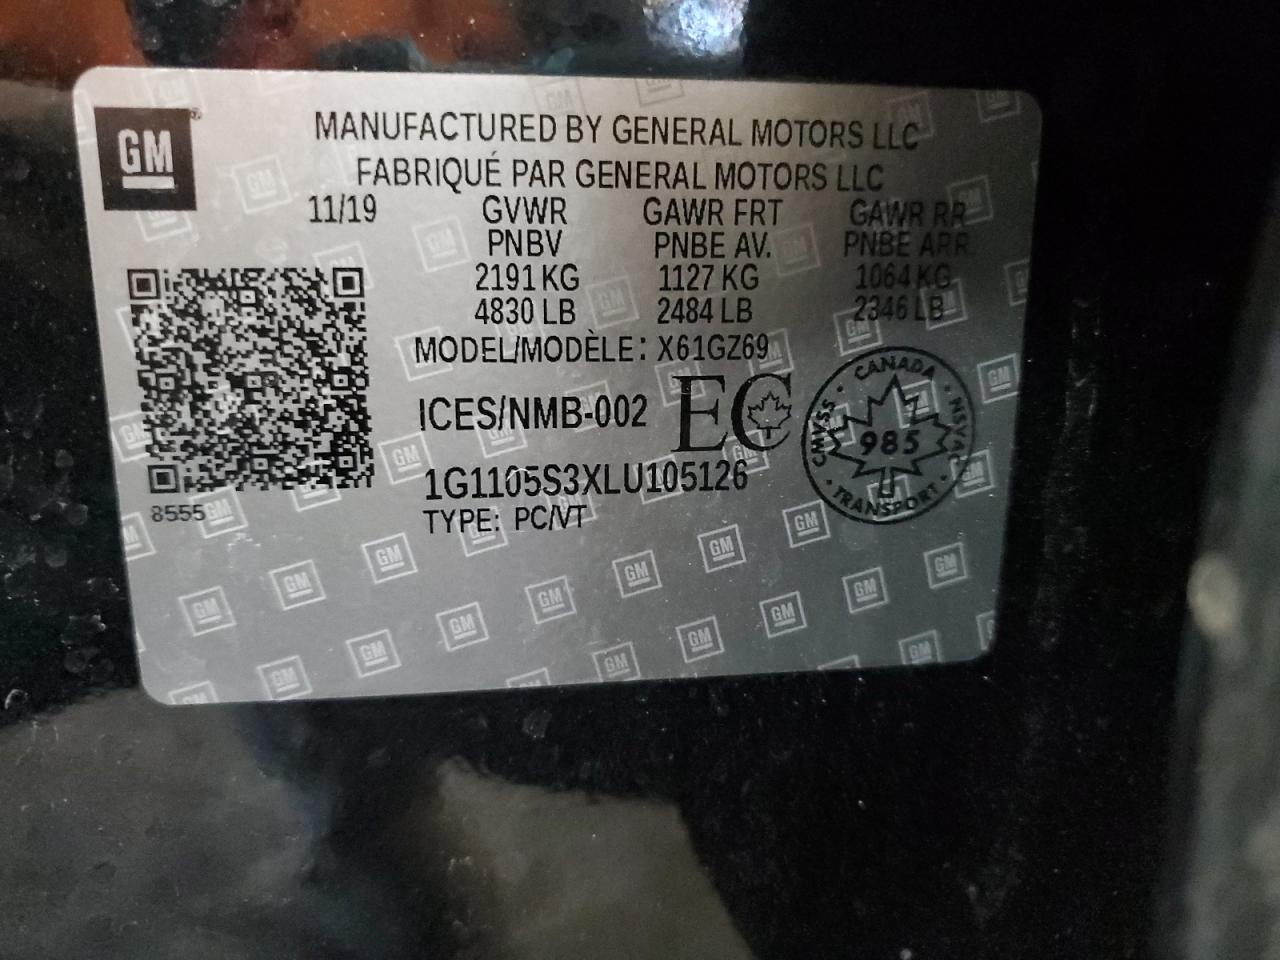 GM
MANUFACTURED BY GENERAL MOTORS LLC
FABRIQUÉ PAR GENERAL MOTORS LLC
11/19 GVWR GAWR FRT GAWR RR
PNBV PNBE AV. PNBE ARR.
2191 KG 1127 KG 1064 KG
4830 LB 2484 LB 2346 LB
MODEL/MODÈLE: X61GZ69
ICES/NMB-002 EC
CANADA
CMVSS 985 NSVAC
TRANSPORT
1G1105S3XLU105126
8555 TYPE: PC/VT